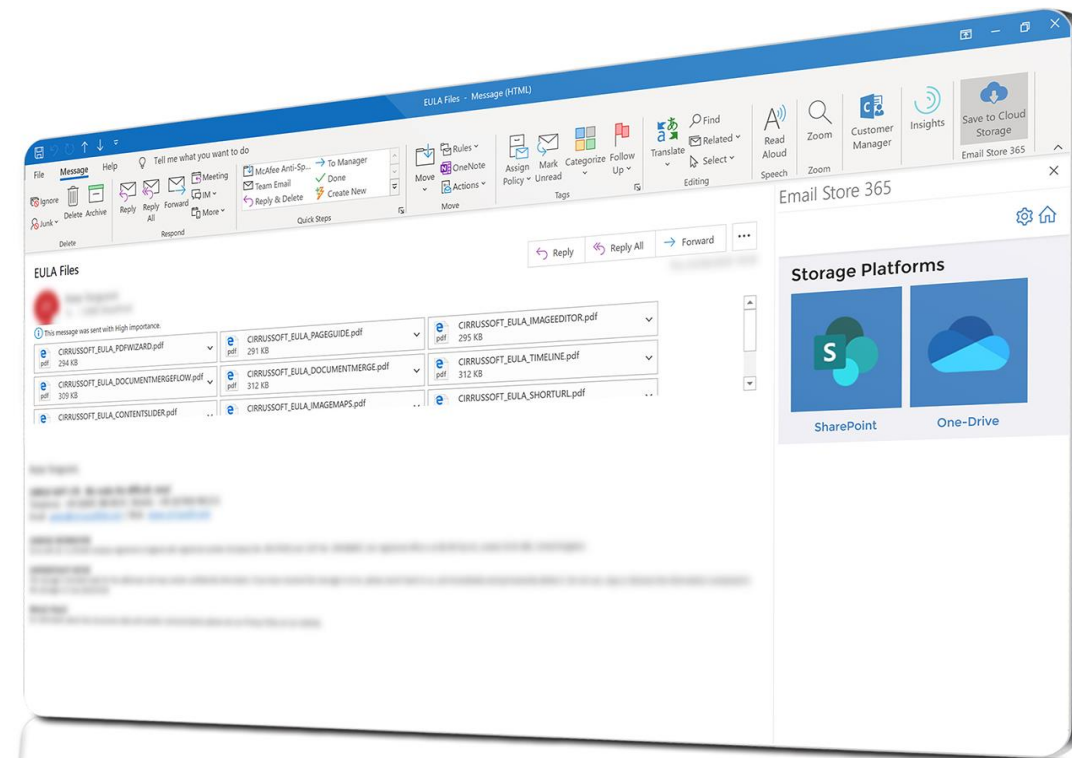 EULA Files - Message (HTML)
File Message Help Tell me what you want to do
Ignore
Junk
Delete Archive
Delete
Reply Reply All Forward
Meeting
IM
More
Respond
McAfee Anti-Sp...
Team Email
Reply & Delete
To Manager
Done
Create New
Quick Steps
Move
Rules
OneNote
Actions
Move
Assign Policy Mark Unread Categorize Follow Up
Tags
Translate
Find
Related
Select
Editing
Read Aloud
Speech
Zoom
Zoom
Customer Manager
Insights
Save to Cloud Storage
Email Store 365
EULA Files
Reply Reply All Forward
This message was sent with High importance.
CIRRUSSOFT_EULA_PDFWIZARD.pdf
pdf 294 KB
CIRRUSSOFT_EULA_PAGEGUIDE.pdf
pdf 291 KB
CIRRUSSOFT_EULA_IMAGEEDITOR.pdf
pdf 295 KB
CIRRUSSOFT_EULA_DOCUMENTMERGEFLOW.pdf
pdf 309 KB
CIRRUSSOFT_EULA_DOCUMENTMERGE.pdf
pdf 312 KB
CIRRUSSOFT_EULA_TIMELINE.pdf
pdf 312 KB
CIRRUSSOFT_EULA_CONTENTSLIDER.pdf
CIRRUSSOFT_EULA_IMAGEMAPS.pdf
CIRRUSSOFT_EULA_SHORTURL.pdf
Email Store 365
Storage Platforms
S
SharePoint
One-Drive